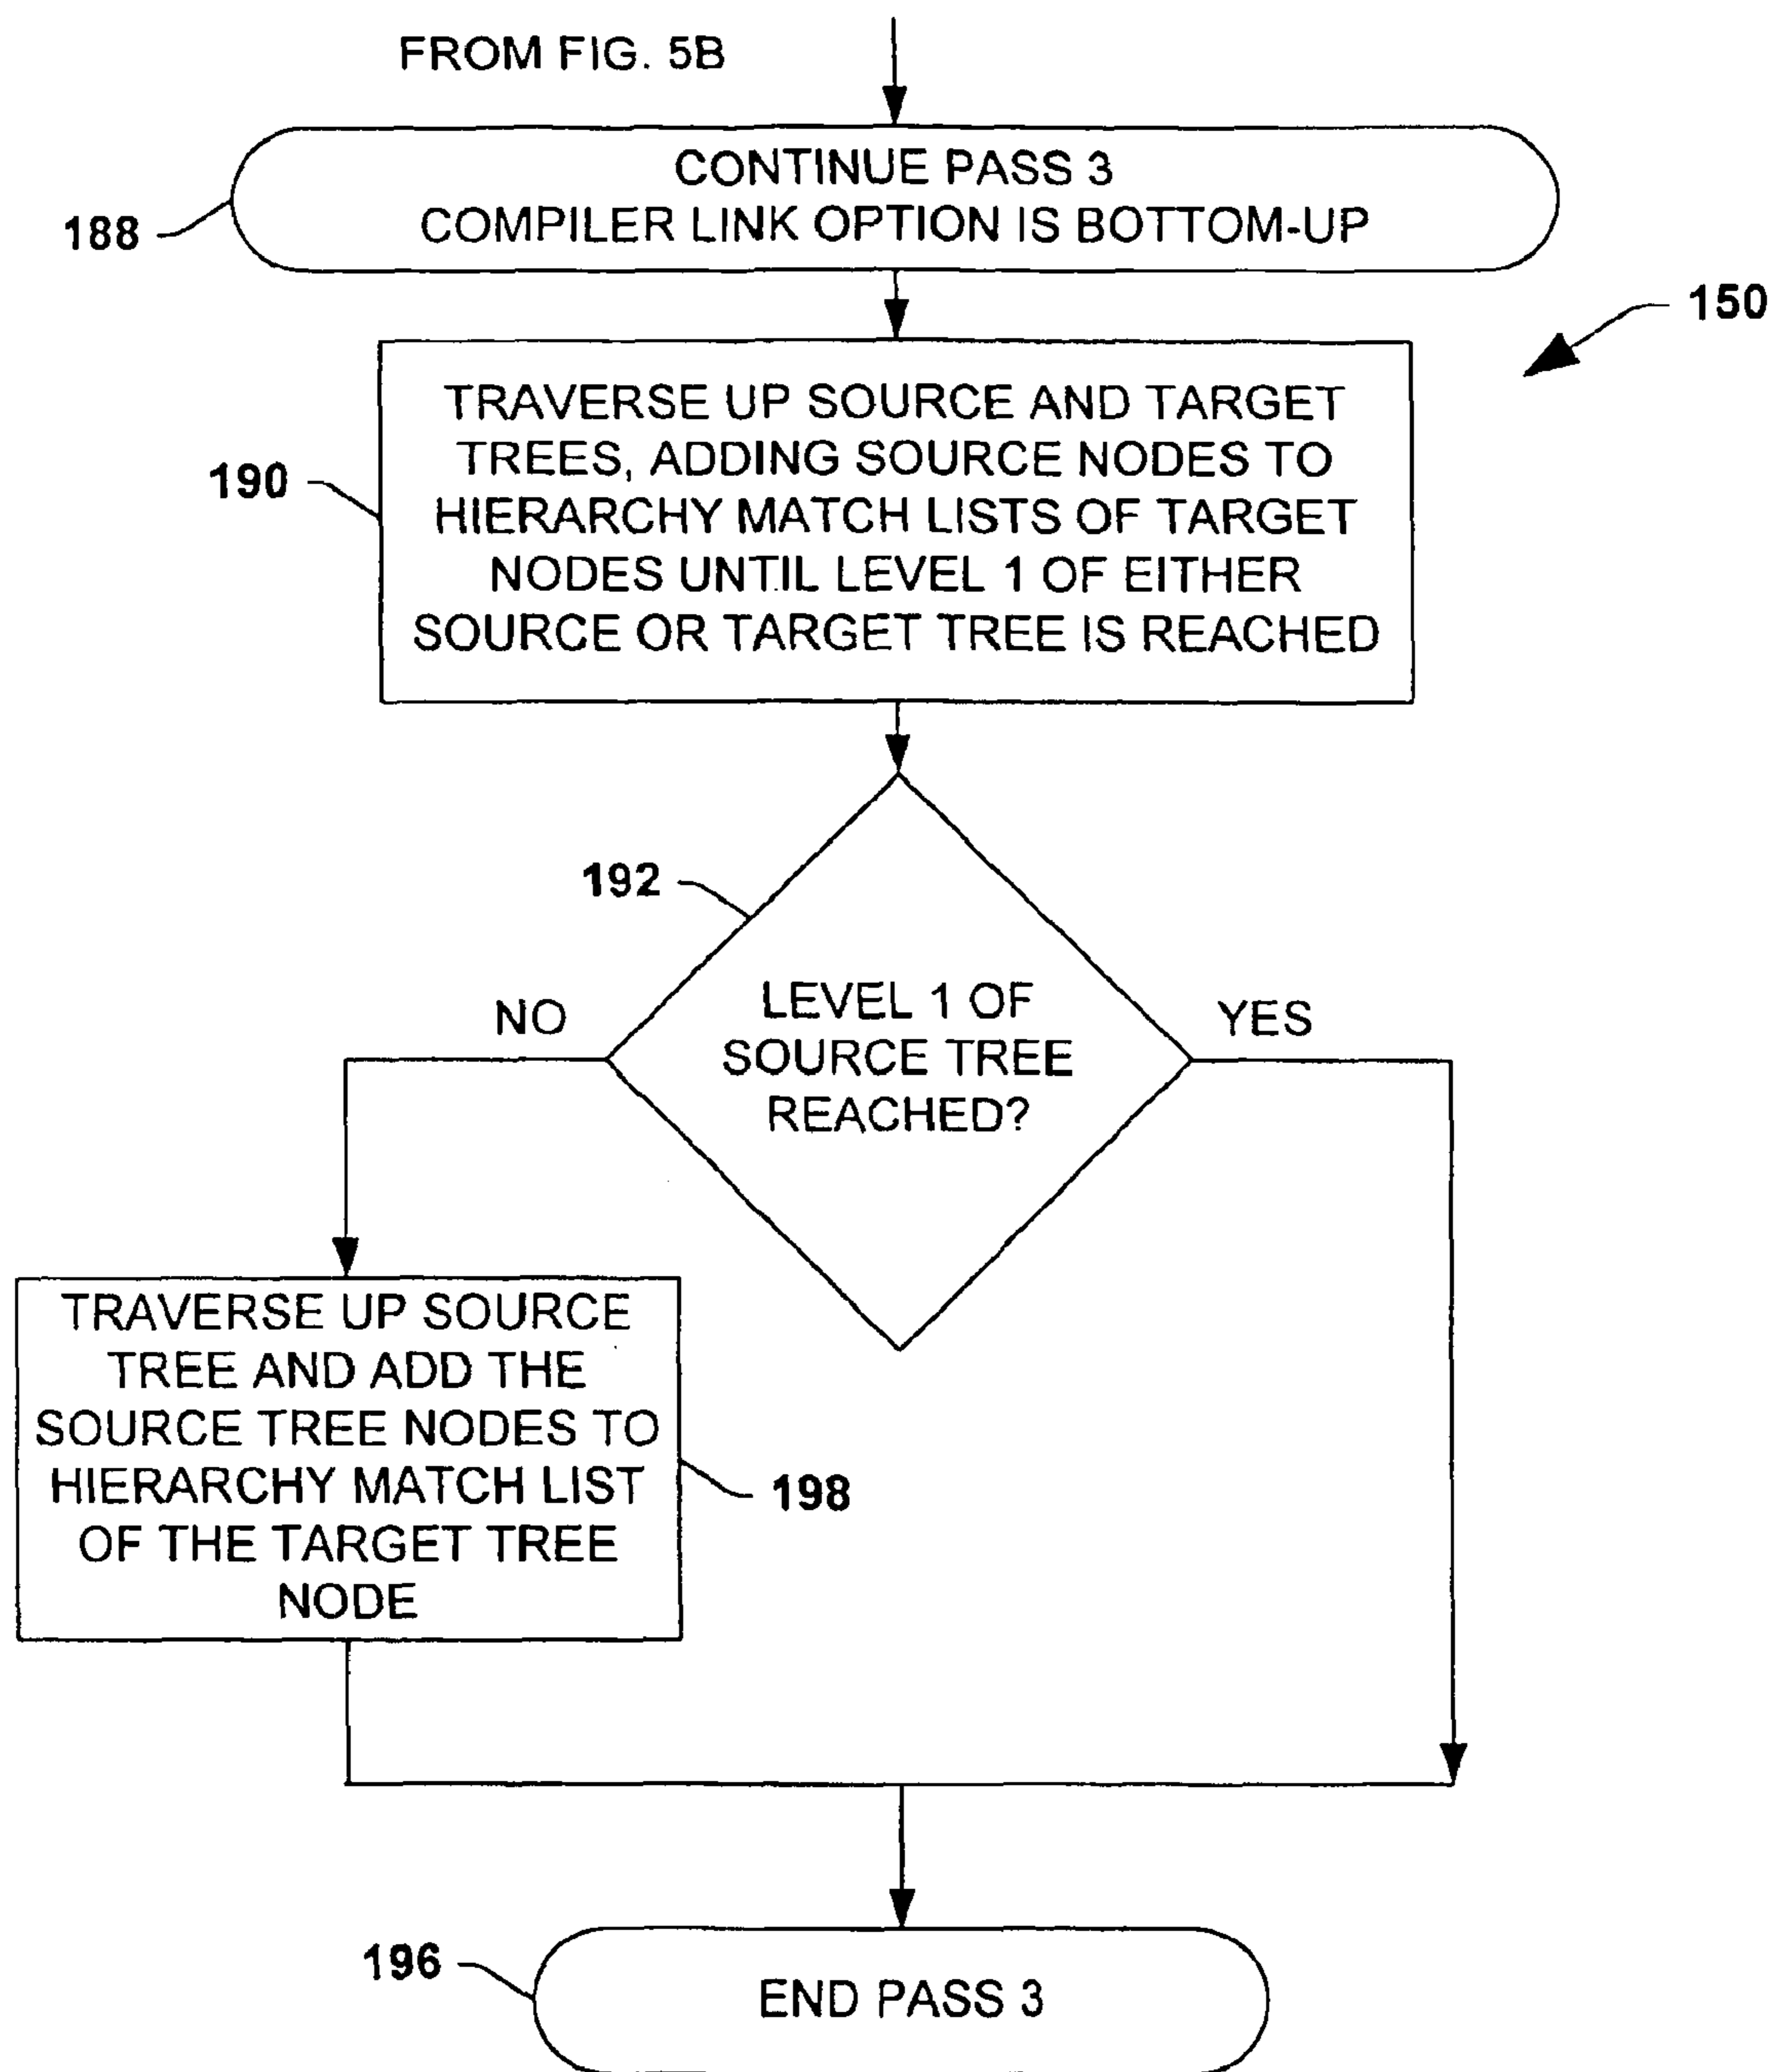 FROM FIG. 5B
CONTINUE PASS 3
COMPILER LINK OPTION IS BOTTOM-UP
188
150
TRAVERSE UP SOURCE AND TARGET
TREES, ADDING SOURCE NODES TO
HIERARCHY MATCH LISTS OF TARGET
NODES UNTIL LEVEL 1 OF EITHER
SOURCE OR TARGET TREE IS REACHED
190
192
LEVEL 1 OF
SOURCE TREE
REACHED?
NO
YES
TRAVERSE UP SOURCE
TREE AND ADD THE
SOURCE TREE NODES TO
HIERARCHY MATCH LIST
OF THE TARGET TREE
NODE
198
196
END PASS 3